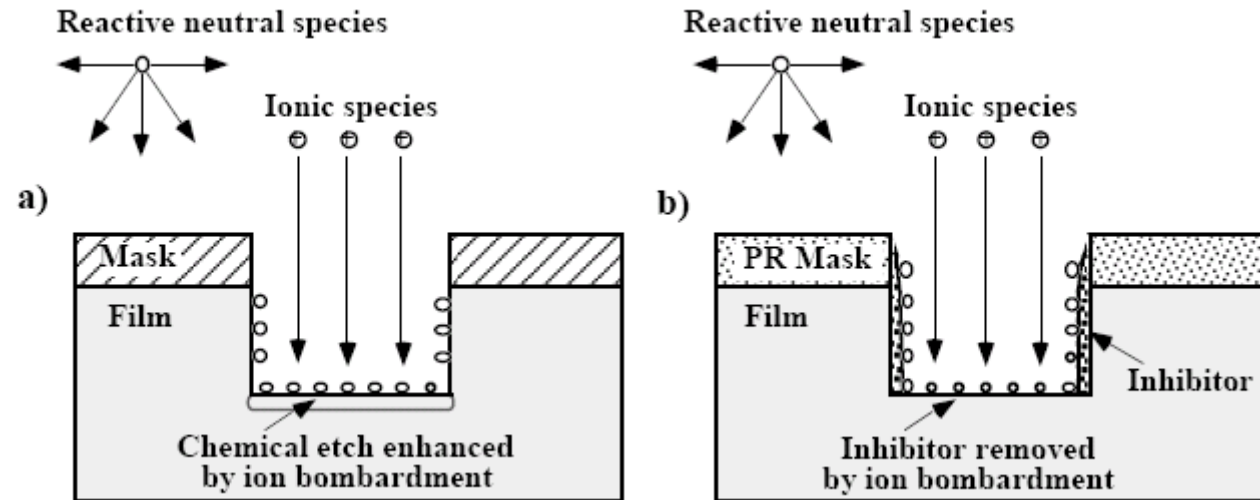 Reactive neutral species
Ionic species
a)
Mask
Film
Chemical etch enhanced
by ion bombardment
Reactive neutral species
Ionic species
b)
PR Mask
Film
Inhibitor
Inhibitor removed
by ion bombardment